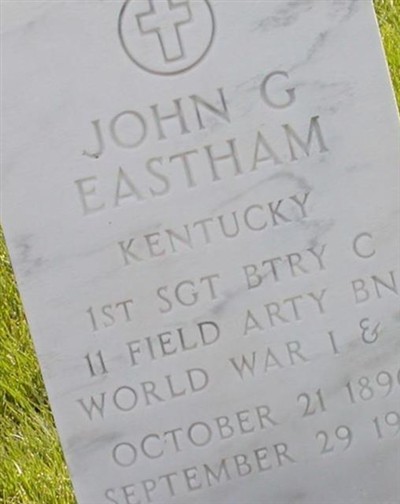 JOHN G
EASTHAM
KENTUCKY
1ST SGT BTRY C
11 FIELD ARTY BN
WORLD WAR I &
OCTOBER 21 189
SEPTEMBER 29 19